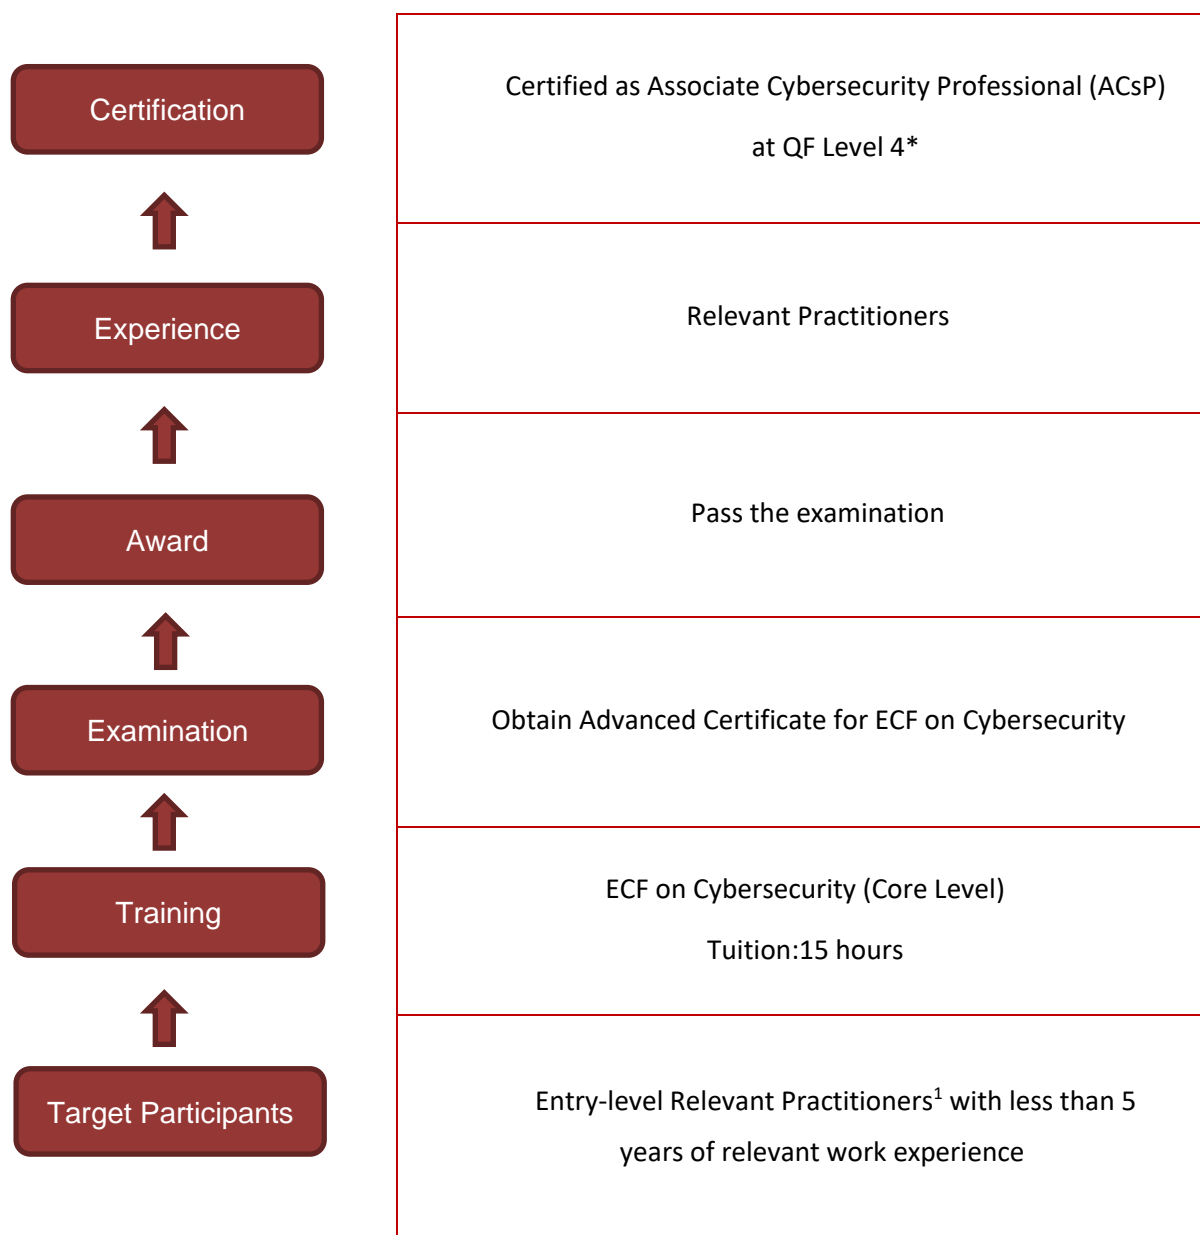 Certification
Certified as Associate Cybersecurity Professional (ACsP)
at QF Level 4*
Experience
Relevant Practitioners
Award
Pass the examination
Examination
Obtain Advanced Certificate for ECF on Cybersecurity
Training
ECF on Cybersecurity (Core Level)
Tuition:15 hours
Target Participants
Entry-level Relevant Practitioners¹ with less than 5
years of relevant work experience